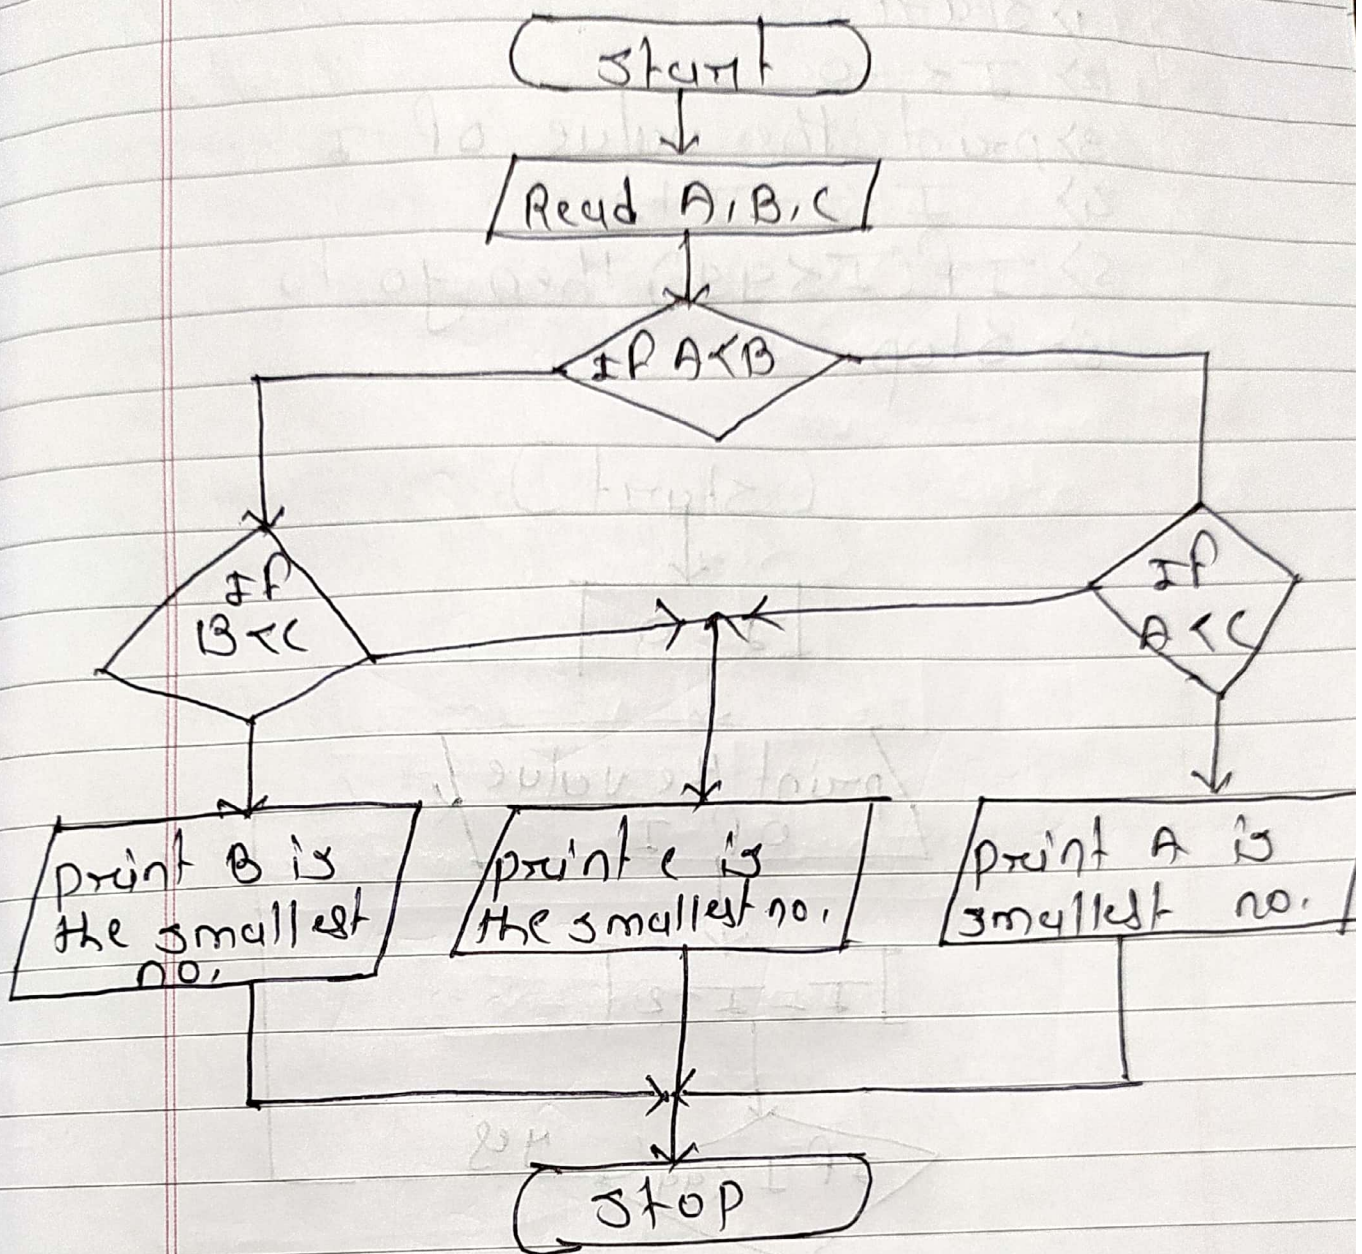 Start
Read A, B, C
If A<B
If
B<C
If
A<C
print B is
the smallest
no.
print c is
the smallest no.
print A is
smallest no.
Stop